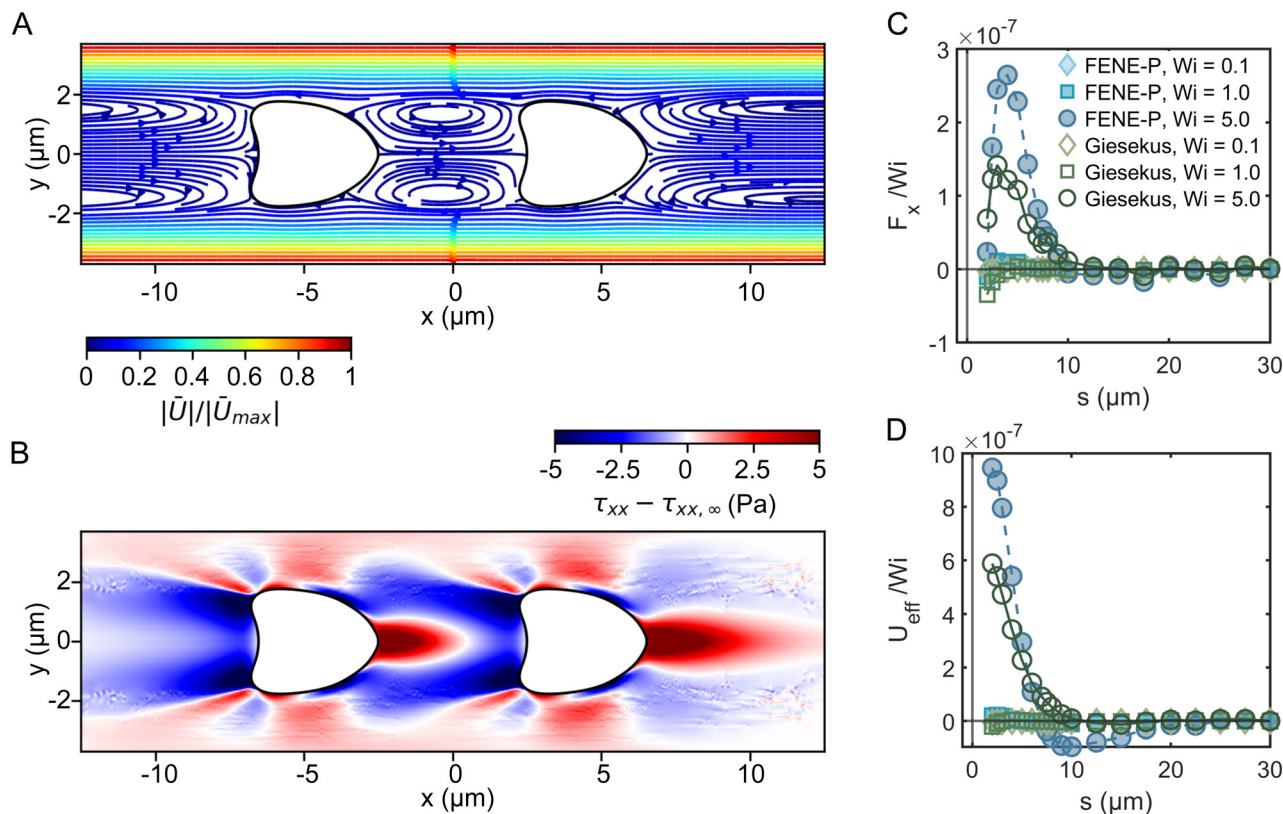 A
y (μm)
2
0
-2
-10
-5
0
5
10
x (μm)
0
0.2
0.4
0.6
0.8
1
|Ū|/|Ū_max|
B
-5
-2.5
0
2.5
5
τ_xx − τ_xx,∞ (Pa)
y (μm)
2
0
-2
-10
-5
0
5
10
x (μm)
C
×10^-7
3
2
1
0
-1
F_x /Wi
FENE-P, Wi = 0.1
FENE-P, Wi = 1.0
FENE-P, Wi = 5.0
Giesekus, Wi = 0.1
Giesekus, Wi = 1.0
Giesekus, Wi = 5.0
0
10
20
30
s (μm)
D
×10^-7
10
8
6
4
2
0
U_eff /Wi
0
10
20
30
s (μm)